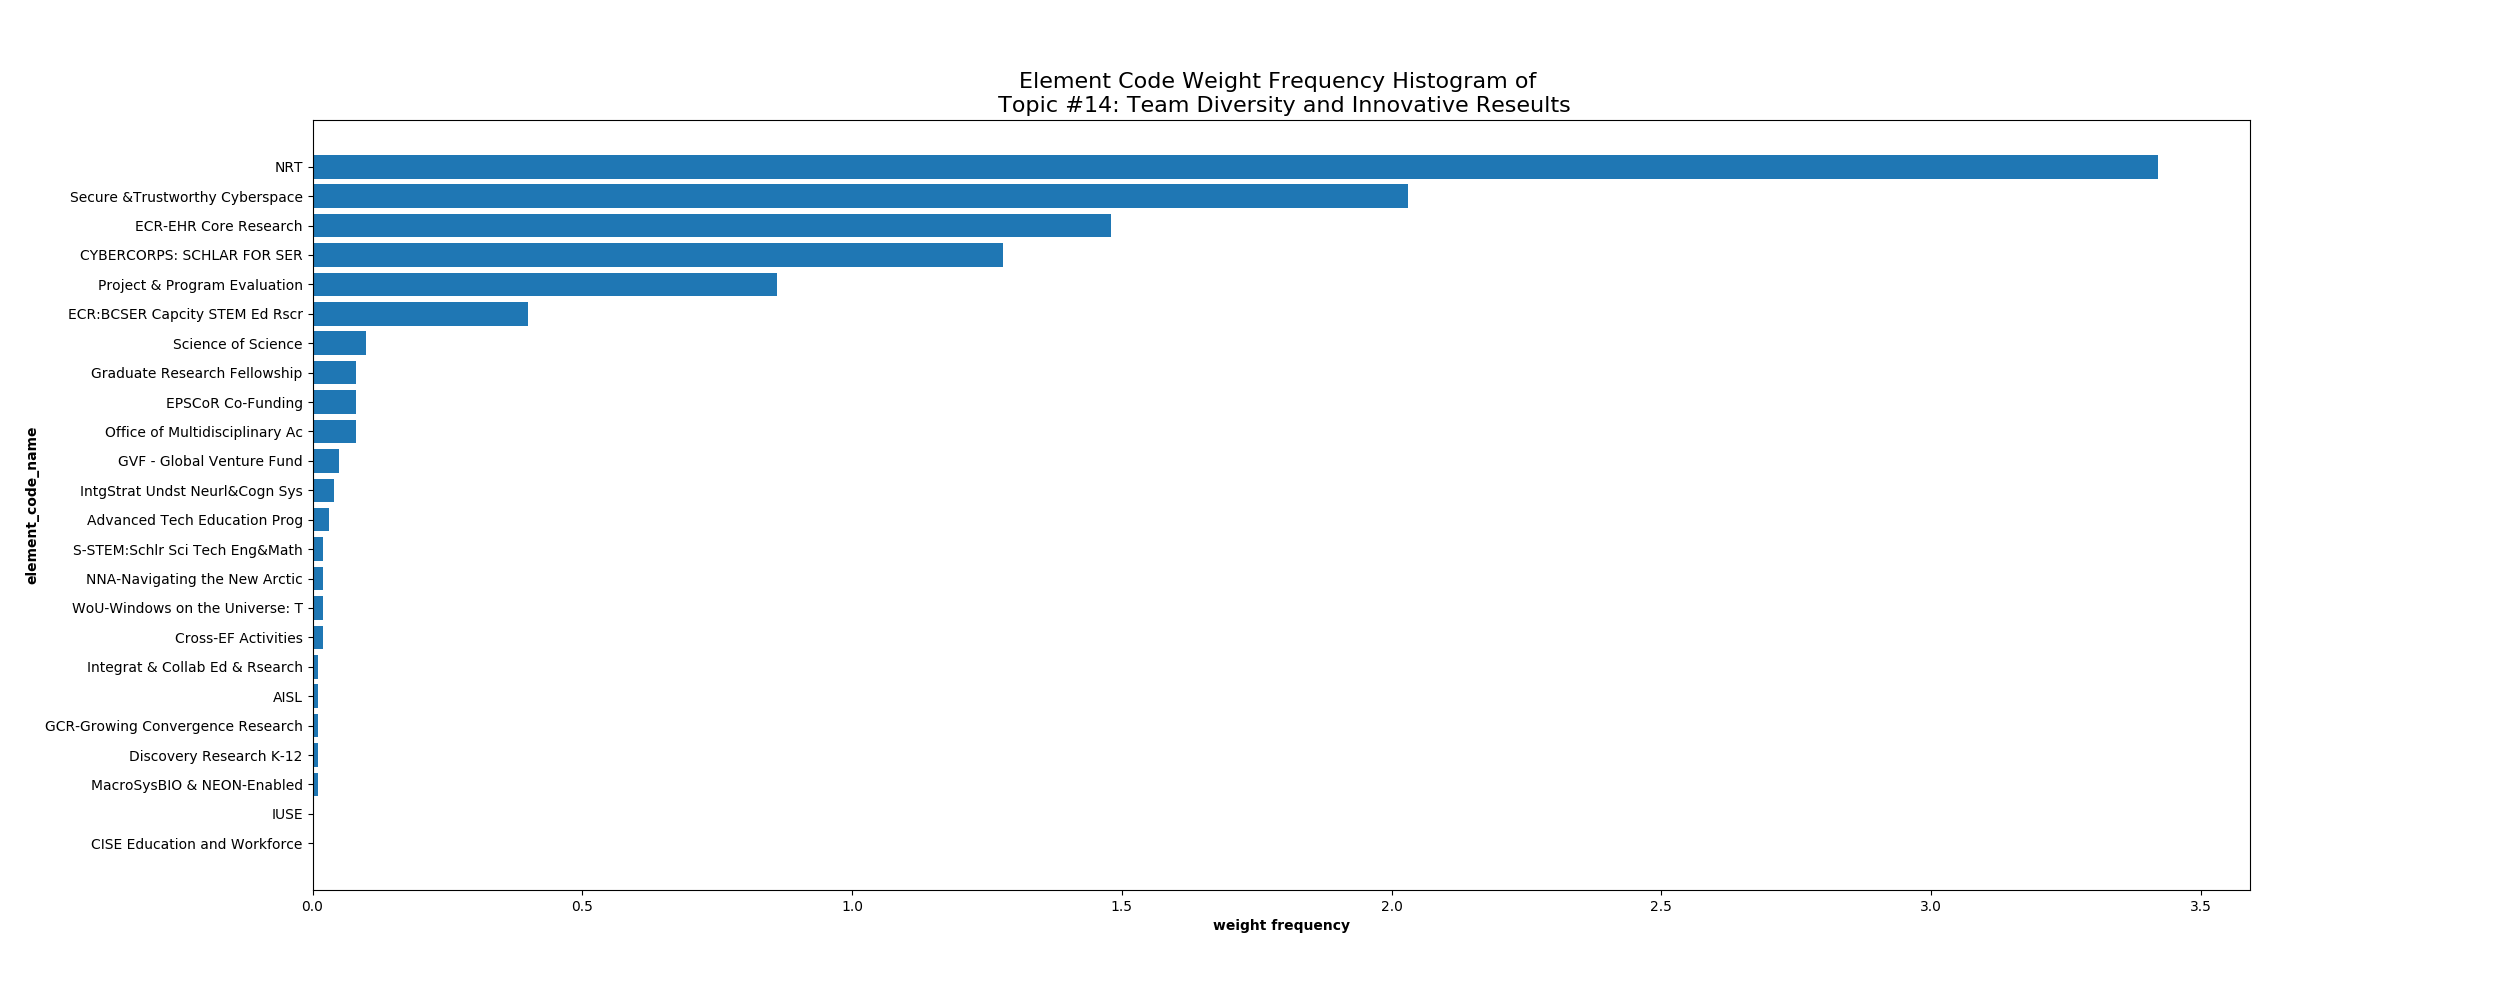 Element Code Weight Frequency Histogram of
Topic #14: Team Diversity and Innovative Reseults
element_code_name
NRT
Secure &Trustworthy Cyberspace
ECR-EHR Core Research
CYBERCORPS: SCHLAR FOR SER
Project & Program Evaluation
ECR:BCSER Capcity STEM Ed Rscr
Science of Science
Graduate Research Fellowship
EPSCoR Co-Funding
Office of Multidisciplinary Ac
GVF - Global Venture Fund
IntgStrat Undst Neurl&Cogn Sys
Advanced Tech Education Prog
S-STEM:Schlr Sci Tech Eng&Math
NNA-Navigating the New Arctic
WoU-Windows on the Universe: T
Cross-EF Activities
Integrat & Collab Ed & Rsearch
AISL
GCR-Growing Convergence Research
Discovery Research K-12
MacroSysBIO & NEON-Enabled
IUSE
CISE Education and Workforce
0.0 0.5 1.0 1.5 2.0 2.5 3.0 3.5
weight frequency